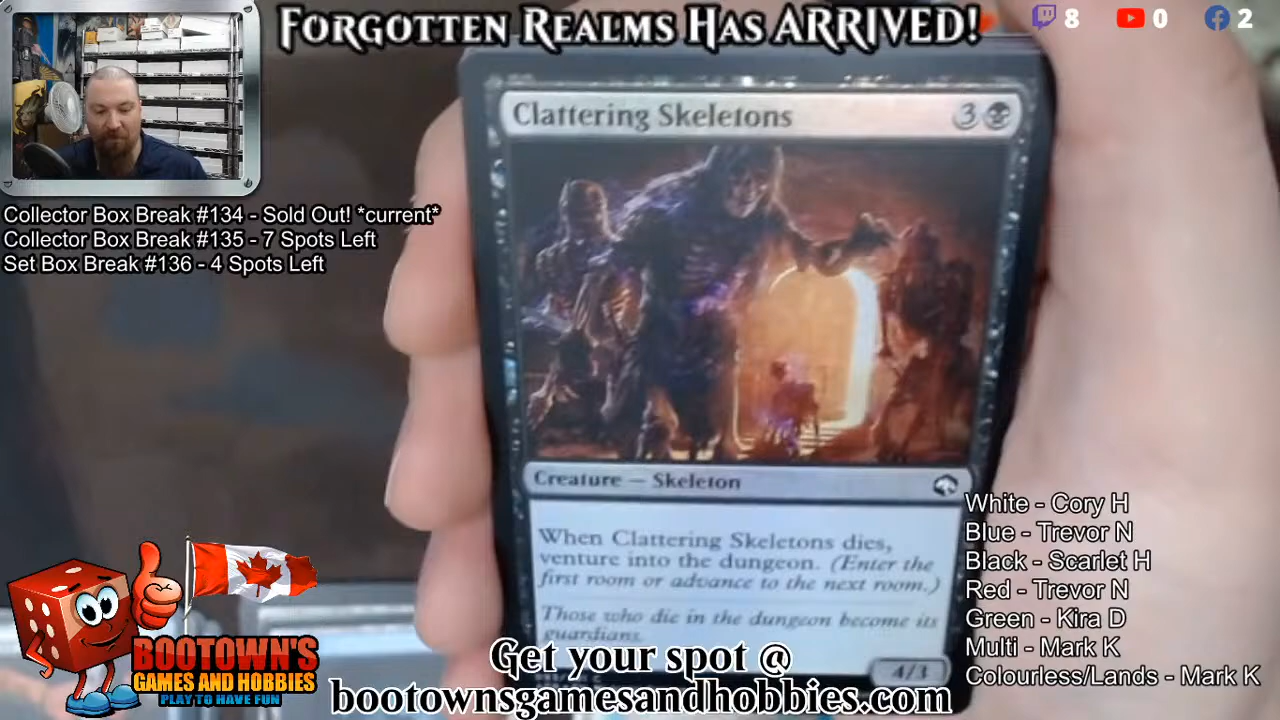 FORGOTTEN REALMS HAS ARRIVED!
8
0
2
Collector Box Break #134 - Sold Out! *current*
Collector Box Break #135 - 7 Spots Left
Set Box Break #136 - 4 Spots Left
Clattering Skeletons 3
Creature — Skeleton
When Clattering Skeletons dies,
venture into the dungeon. (Enter the
first room or advance to the next room.)
Those who die in the dungeon become its
guardians.
4/3
White - Cory H
Blue - Trevor N
Black - Scarlet H
Red - Trevor N
Green - Kira D
Multi - Mark K
Colourless/Lands - Mark K
BOOTOWN'S
GAMES AND HOBBIES
PLAY TO HAVE FUN
Get your spot @
bootownsgamesandhobbies.com